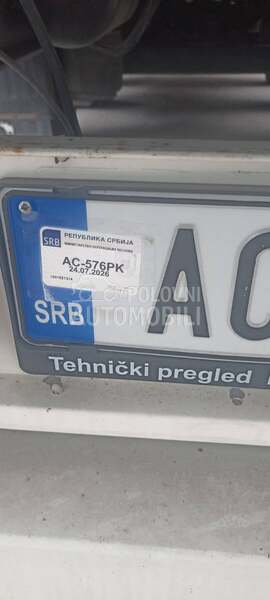 SRB РЕПУБЛИКА СРБИЈА
AC-576PK
24.07.2026
POLOVNI
AUTOMOBILI
AC
SRB
Tehnički pregled